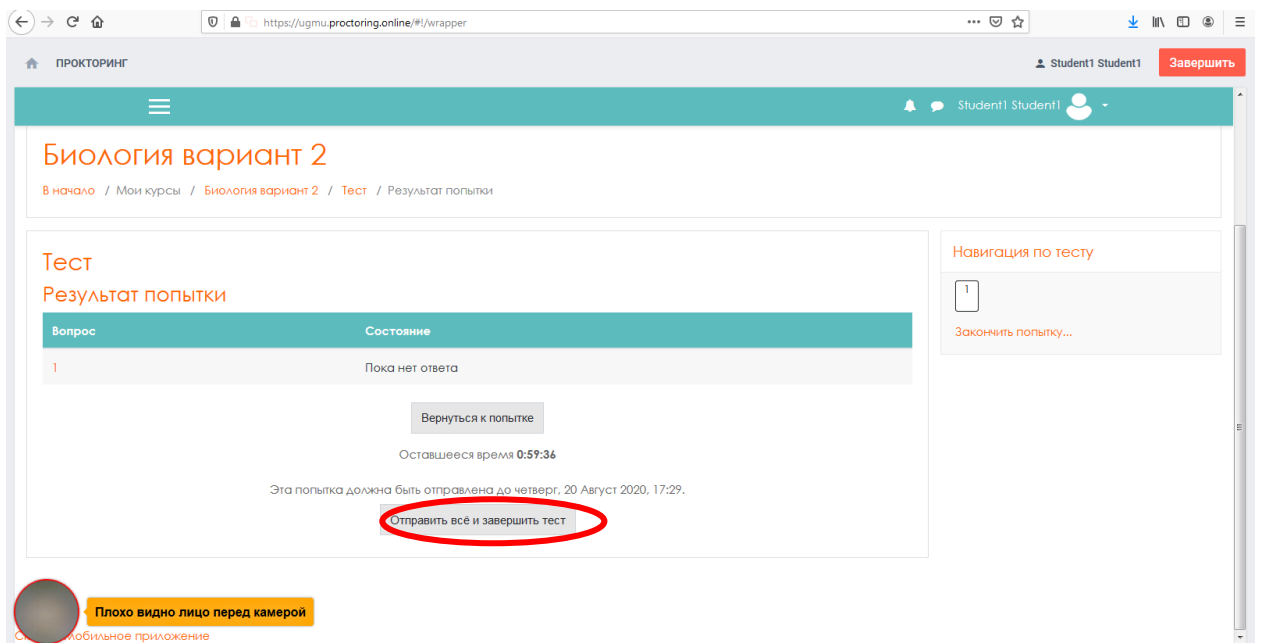 https://ugmu.proctoring.online/#!/wrapper
ПРОКТОРИНГ
Student1 Student1
Завершить
Student1 Student1
Биология вариант 2
В начало / Мои курсы / Биология вариант 2 / Тест / Результат попытки
Тест
Результат попытки
Вопрос Состояние
1 Пока нет ответа
Вернуться к попытке
Оставшееся время 0:59:36
Эта попытка должна быть отправлена до четверг, 20 Август 2020, 17:29.
Отправить всё и завершить тест
Навигация по тесту
1
Закончить попытку...
Плохо видно лицо перед камерой
мобильное приложение